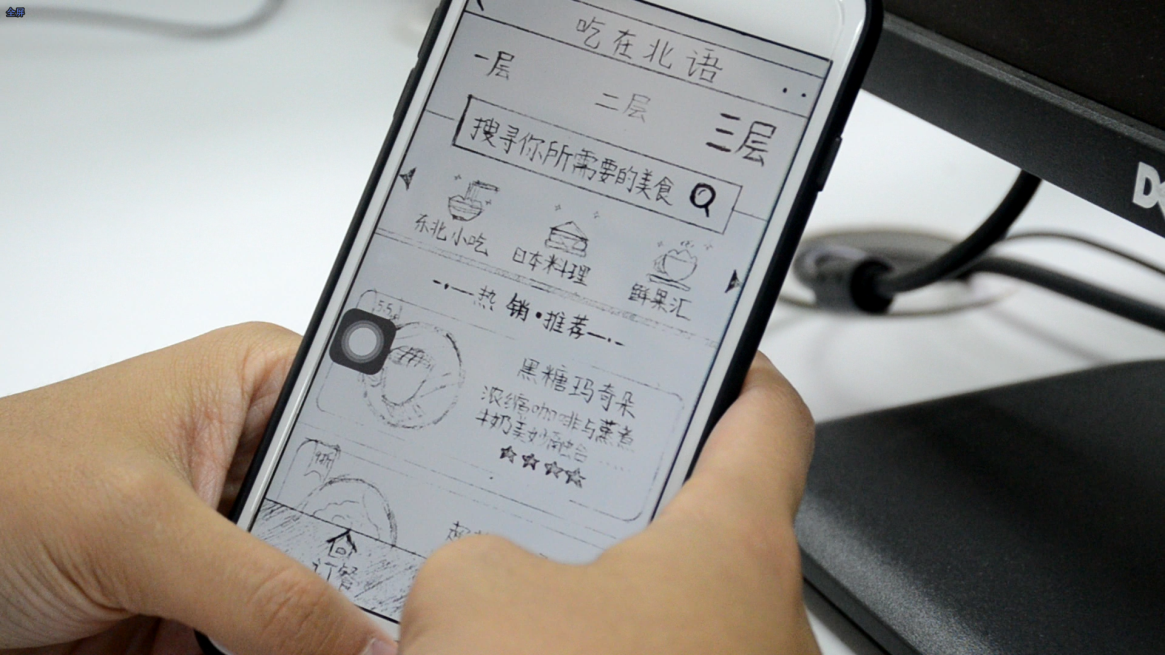 全屏
吃在北语
一层 二层 三层
搜寻你所需要的美食
东北小吃 日本料理 鲜果汇
热销•推荐
黑糖玛奇朵
浓缩咖啡与蒸煮
牛奶美妙融合
订餐